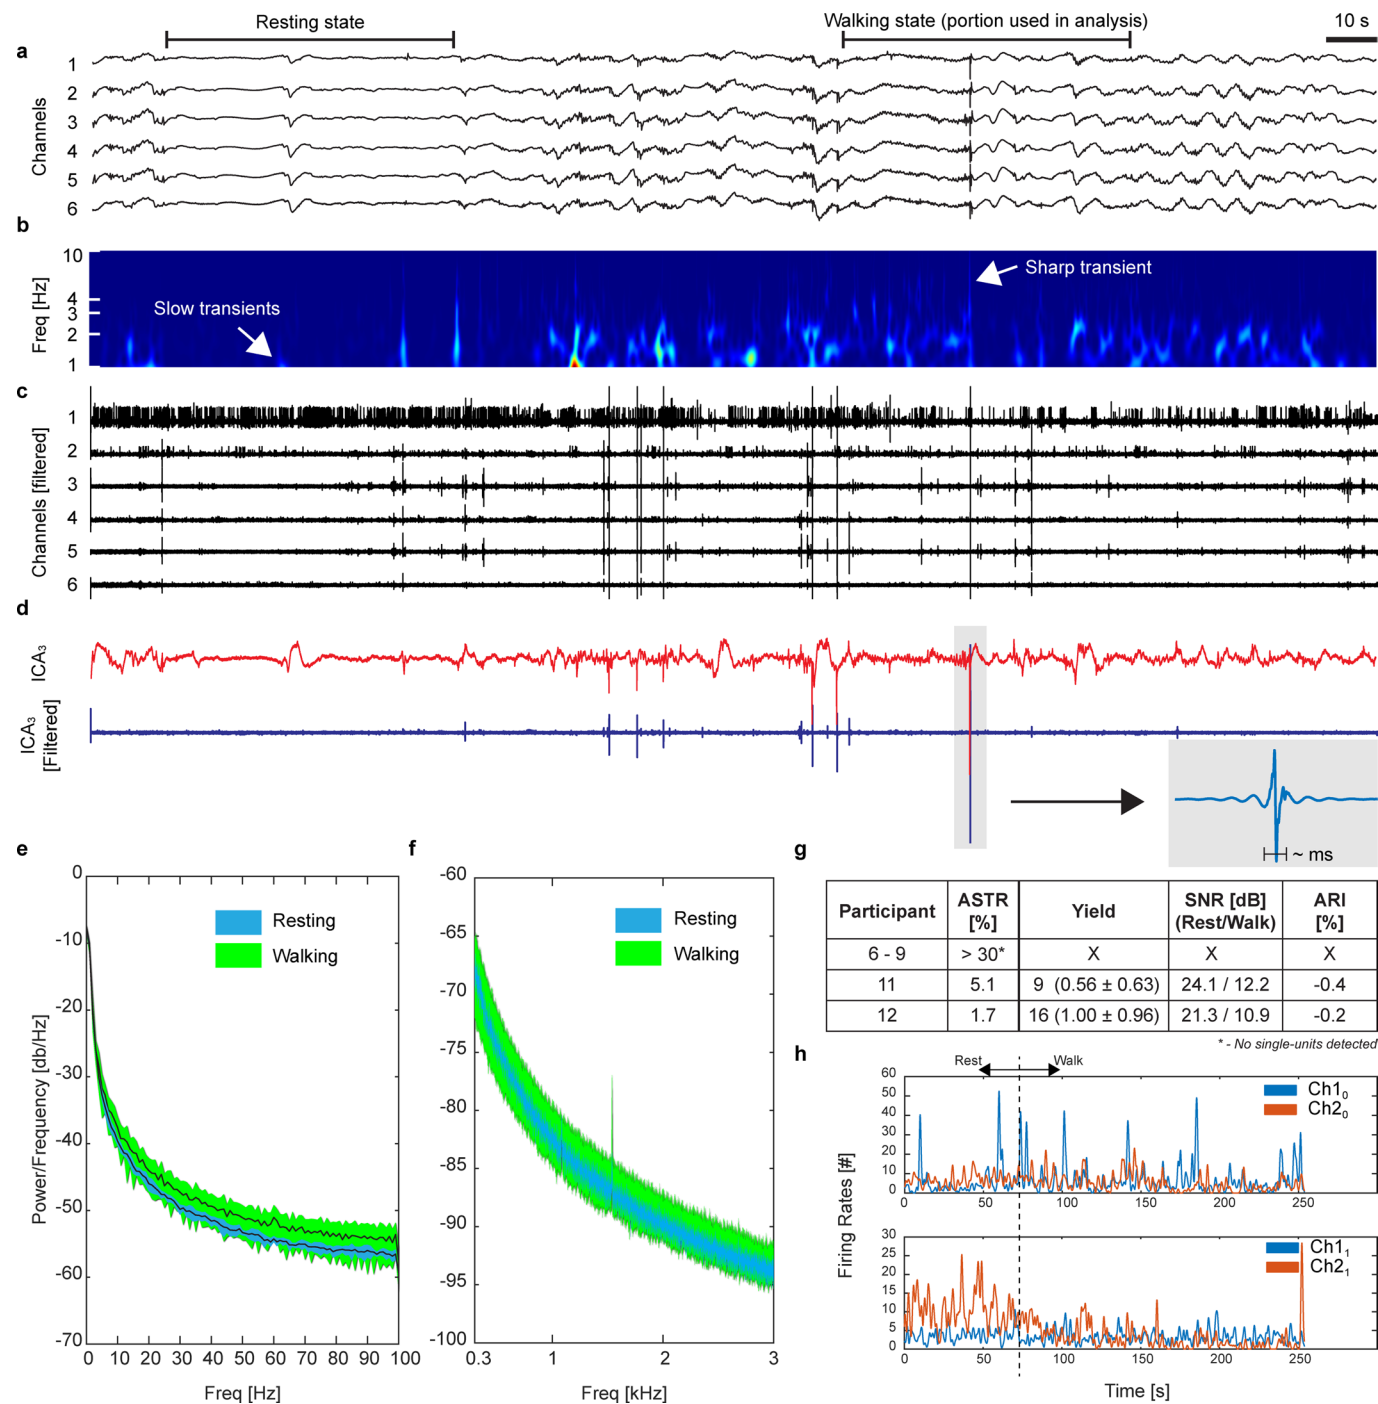 Resting state
Walking state (portion used in analysis)
10 s
a
Channels
1
2
3
4
5
6
b
Freq [Hz]
10
4
3
2
1
Slow transients
Sharp transient
c
Channels [filtered]
1
2
3
4
5
6
d
ICA₃
ICA₃
[Filtered]
~ ms
e
Power/Frequency [db/Hz]
0
-10
-20
-30
-40
-50
-60
-70
Resting
Walking
0 10 20 30 40 50 60 70 80 90 100
Freq [Hz]
f
-60
-65
-70
-75
-80
-85
-90
-95
-100
Resting
Walking
0.3 1 2 3
Freq [kHz]
g
Participant ASTR [%] Yield SNR [dB] (Rest/Walk) ARI [%]
6 - 9 > 30* X X X
11 5.1 9 (0.56 ± 0.63) 24.1 / 12.2 -0.4
12 1.7 16 (1.00 ± 0.96) 21.3 / 10.9 -0.2
* - No single-units detected
h
Rest Walk
Firing Rates [#]
60
50
40
30
20
10
0
Ch1₀
Ch2₀
0 50 100 150 200 250
30
25
20
15
10
5
0
Ch1₁
Ch2₁
0 50 100 150 200 250
Time [s]